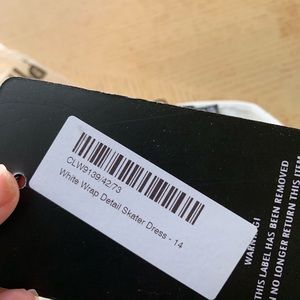 CLW9139/42/73
White Wrap Detail Skater Dress - 14
WARNING!
THIS LABEL HAS BEEN REMOVED
N NO LONGER RETURN THIS ITEM